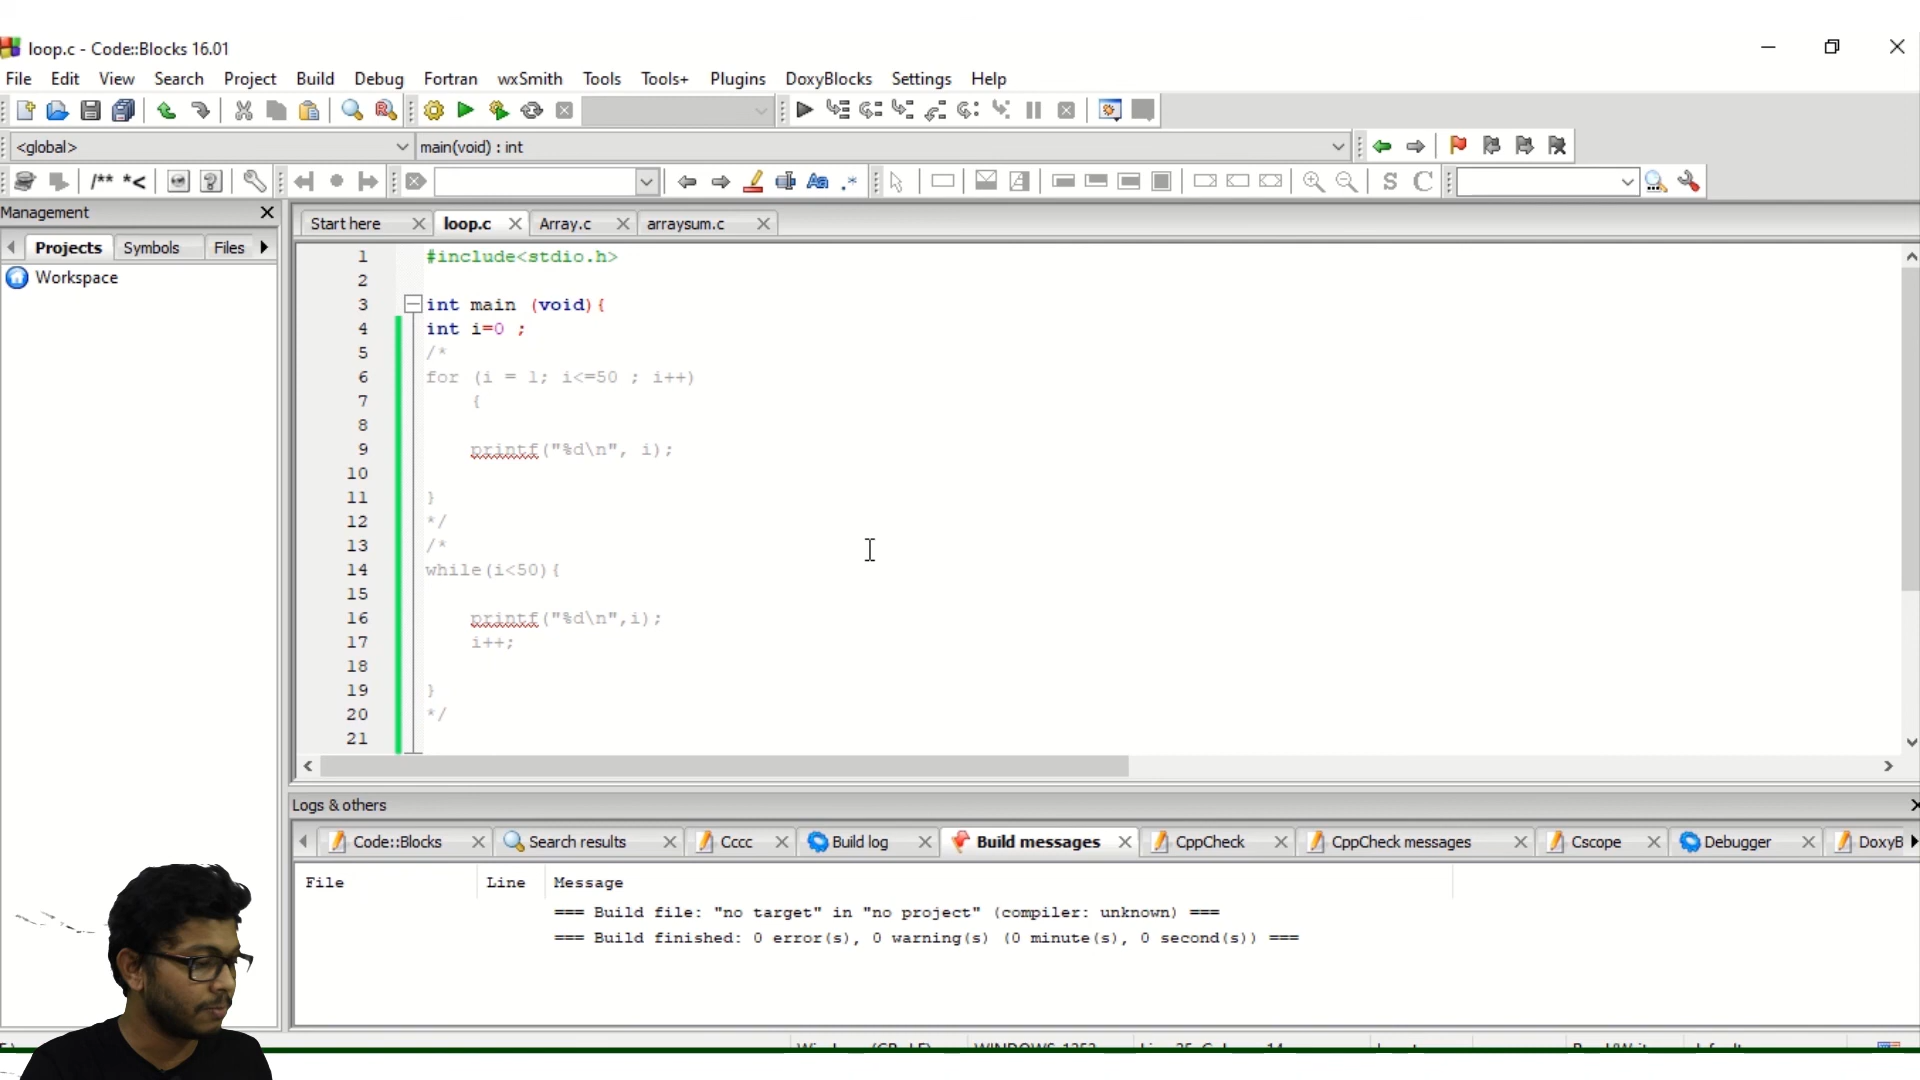 loop.c - Code::Blocks 16.01
File Edit View Search Project Build Debug Fortran wxSmith Tools Tools+ Plugins DoxyBlocks Settings Help
<global> main(void) : int
/** *< Aa .* S C
Management
Start here loop.c Array.c arraysum.c
Projects Symbols Files
Workspace
1 #include<stdio.h>
2
3 int main (void){
4 int i=0 ;
5 /*
6 for (i = 1; i<=50 ; i++)
7 {
8
9 printf("%d\n", i);
10
11 }
12 */
13 /*
14 while(i<50){
15
16 printf("%d\n",i);
17 i++;
18
19 }
20 */
21
Logs & others
Code::Blocks Search results Cccc Build log Build messages CppCheck CppCheck messages Cscope Debugger DoxyB
File Line Message
=== Build file: "no target" in "no project" (compiler: unknown) ===
=== Build finished: 0 error(s), 0 warning(s) (0 minute(s), 0 second(s)) ===